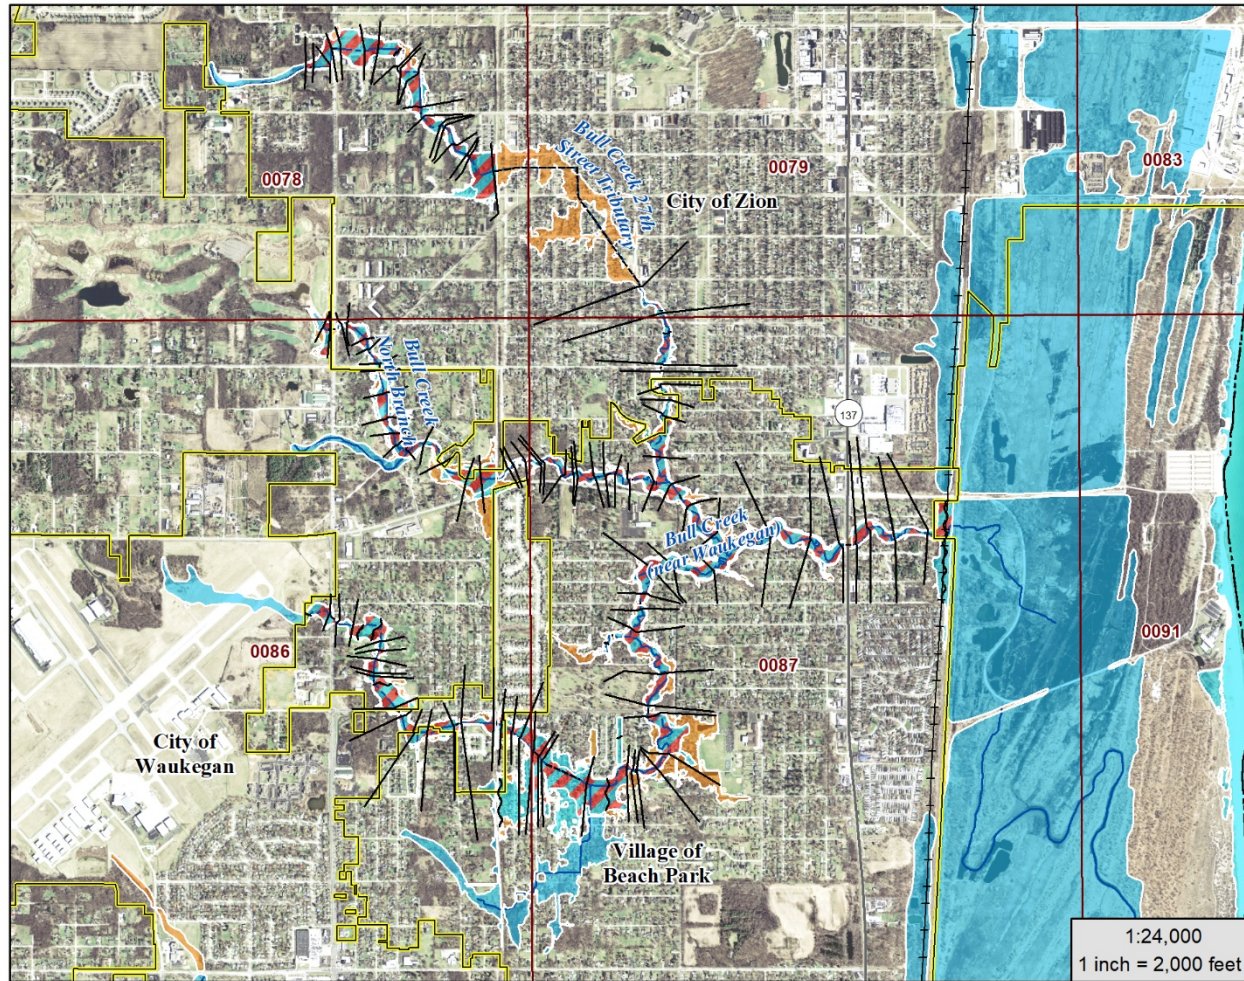 Bull Creek 27th
Street Tributary
0079
0083
0078
City of Zion
Bull Creek
North Branch
137
Bull Creek
(near Waukegan)
0091
0086
0087
City of
Waukegan
Village of
Beach Park
1:24,000
1 inch = 2,000 feet